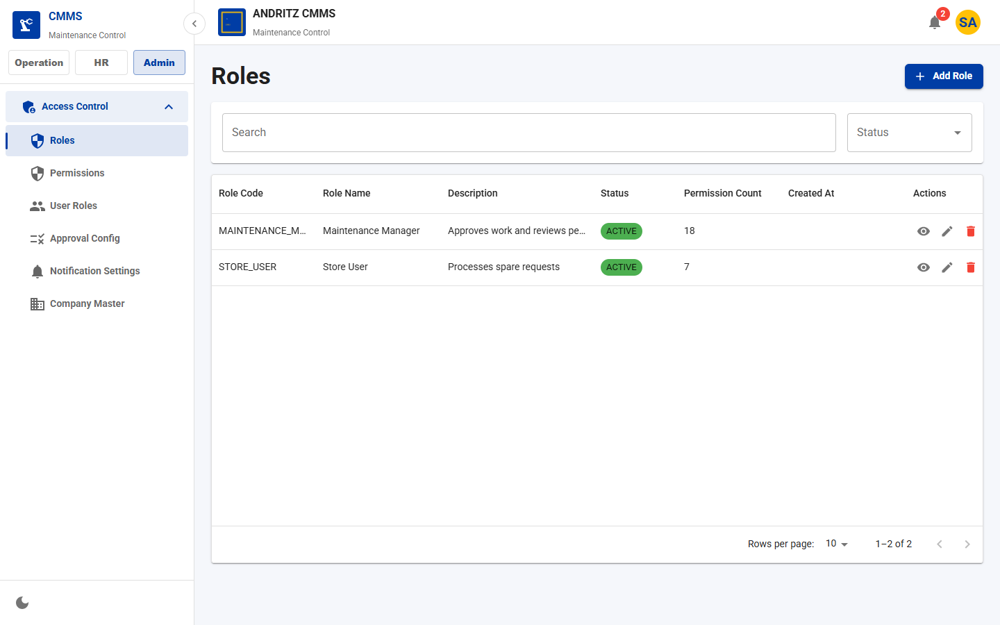 CMMS
Maintenance Control
Operation
HR
Admin
Access Control
Roles
Permissions
User Roles
Approval Config
Notification Settings
Company Master
ANDRITZ CMMS
Maintenance Control
2
SA
Roles
Add Role
Search
Status
Role Code Role Name Description Status Permission Count Created At Actions
MAINTENANCE_M... Maintenance Manager Approves work and reviews pe... ACTIVE 18
STORE_USER Store User Processes spare requests ACTIVE 7
Rows per page: 10 1–2 of 2